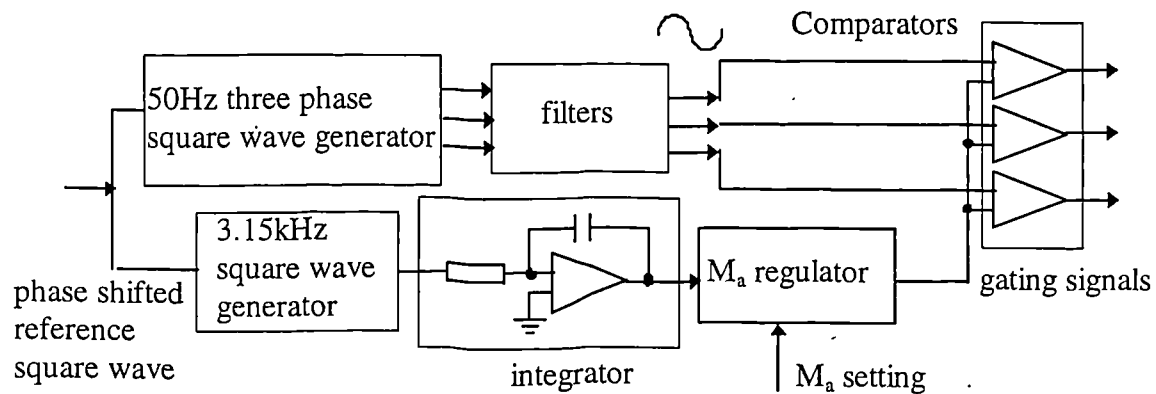 Comparators
50Hz three phase
square wave generator
filters
3.15kHz
square wave
generator
phase shifted
reference
square wave
integrator
Ma regulator
gating signals
Ma setting